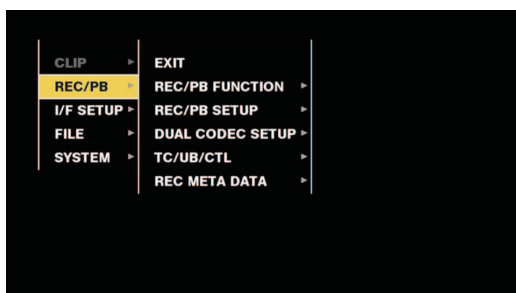 CLIP
REC/PB
I/F SETUP
FILE
SYSTEM
EXIT
REC/PB FUNCTION
REC/PB SETUP
DUAL CODEC SETUP
TC/UB/CTL
REC META DATA